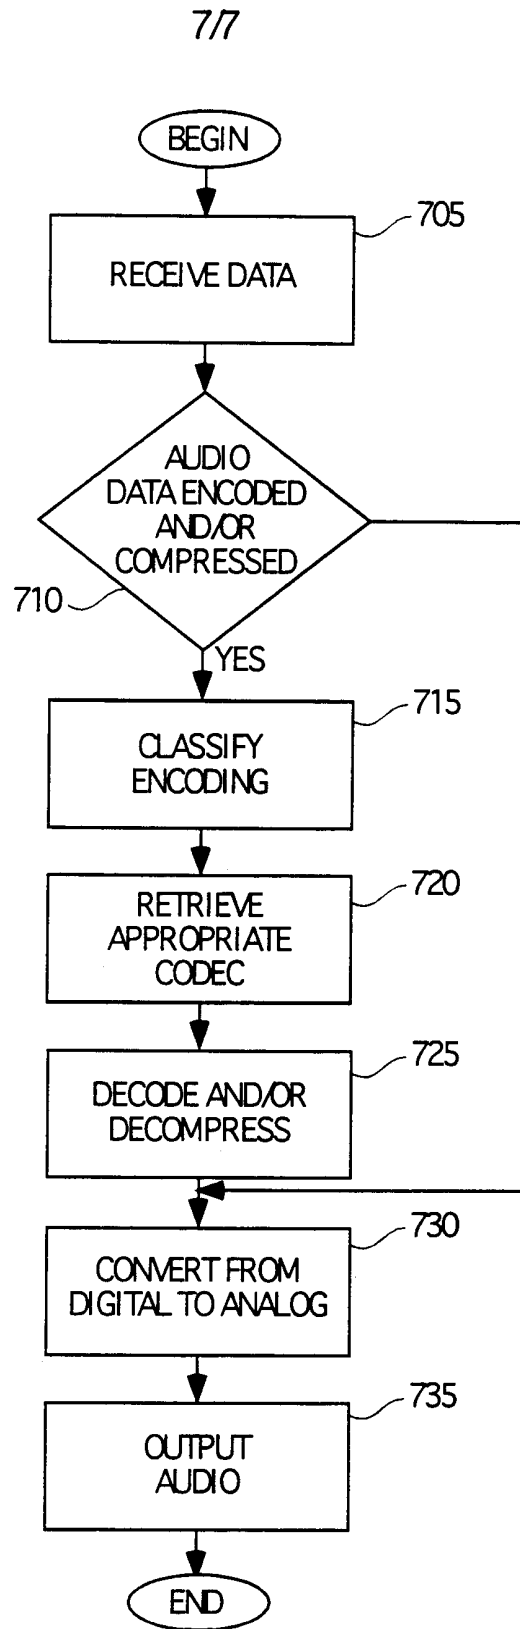 7/7
BEGIN
705
RECEIVE DATA
AUDIO
DATA ENCODED
AND/OR
COMPRESSED
710
YES
715
CLASSIFY
ENCODING
720
RETRIEVE
APPROPRIATE
CODEC
725
DECODE AND/OR
DECOMPRESS
730
CONVERT FROM
DIGITAL TO ANALOG
735
OUTPUT
AUDIO
END